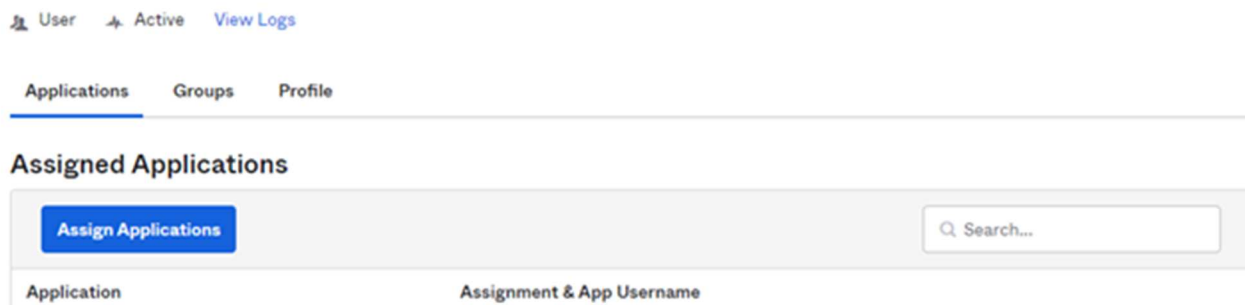 User Active View Logs
Applications Groups Profile
Assigned Applications
Assign Applications Search...
Application Assignment & App Username